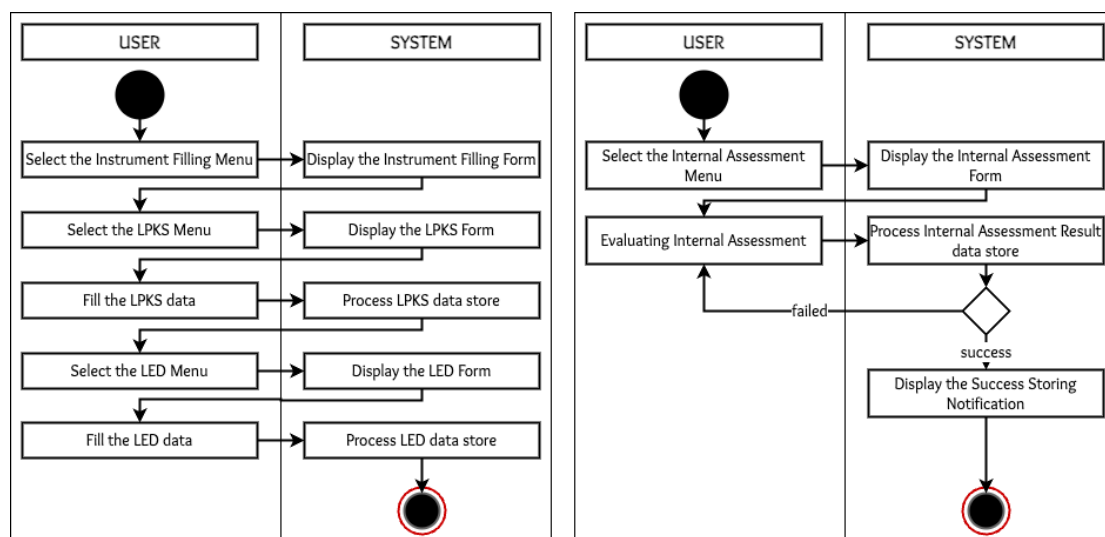 USER
SYSTEM
Select the Instrument Filling Menu
Display the Instrument Filling Form
Select the LPKS Menu
Display the LPKS Form
Fill the LPKS data
Process LPKS data store
Select the LED Menu
Display the LED Form
Fill the LED data
Process LED data store
USER
SYSTEM
Select the Internal Assessment
Menu
Display the Internal Assessment
Form
Evaluating Internal Assessment
Process Internal Assessment Result
data store
failed
success
Display the Success Storing
Notification